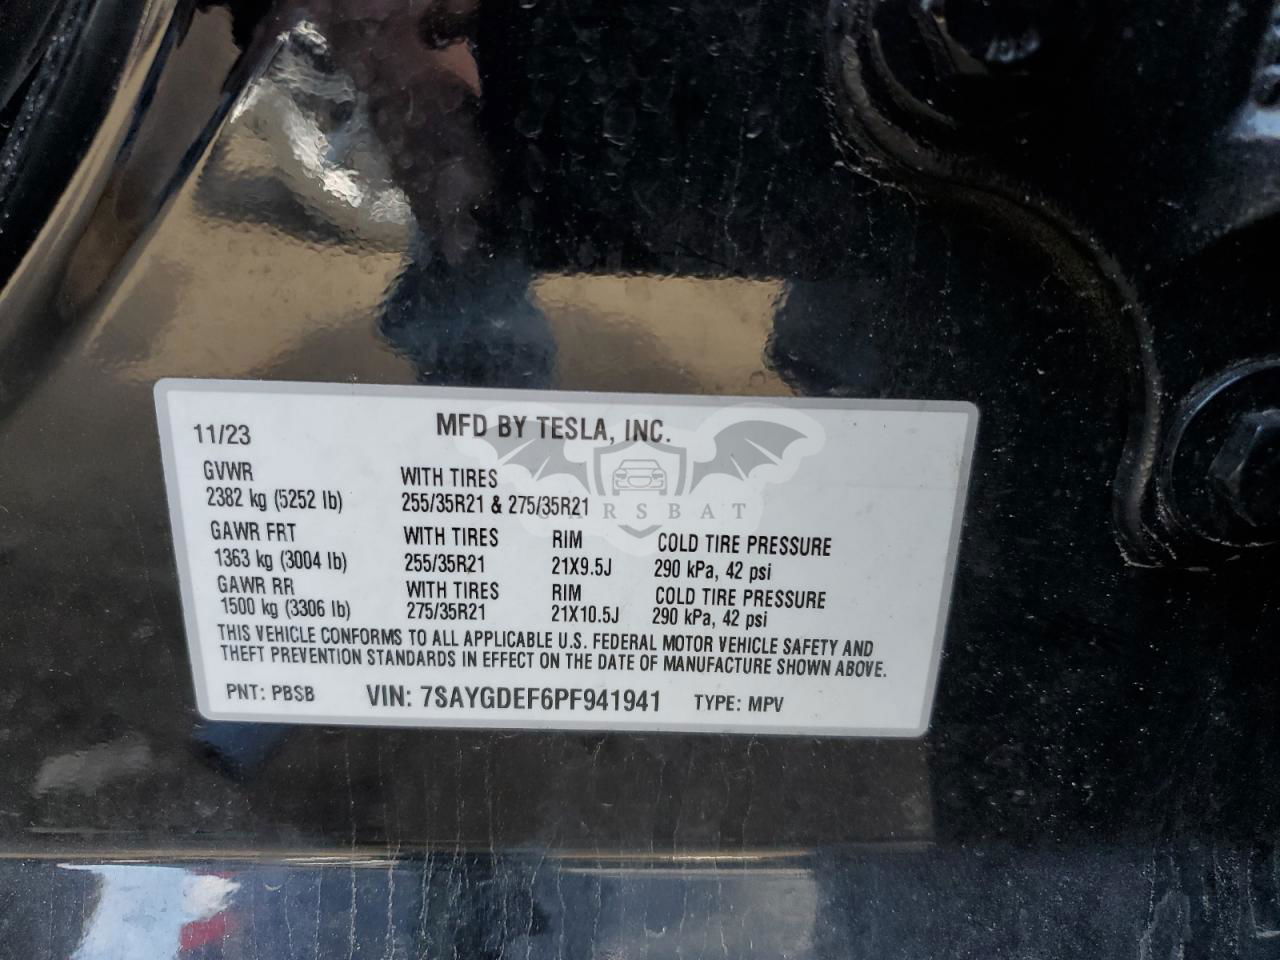 11/23 MFD BY TESLA, INC.
GVWR WITH TIRES
2382 kg (5252 lb) 255/35R21 & 275/35R21
CARSBAT
GAWR FRT WITH TIRES RIM COLD TIRE PRESSURE
1363 kg (3004 lb) 255/35R21 21X9.5J 290 kPa, 42 psi
GAWR RR WITH TIRES RIM COLD TIRE PRESSURE
1500 kg (3306 lb) 275/35R21 21X10.5J 290 kPa, 42 psi
THIS VEHICLE CONFORMS TO ALL APPLICABLE U.S. FEDERAL MOTOR VEHICLE SAFETY AND
THEFT PREVENTION STANDARDS IN EFFECT ON THE DATE OF MANUFACTURE SHOWN ABOVE.
PNT: PBSB VIN: 7SAYGDEF6PF941941 TYPE: MPV